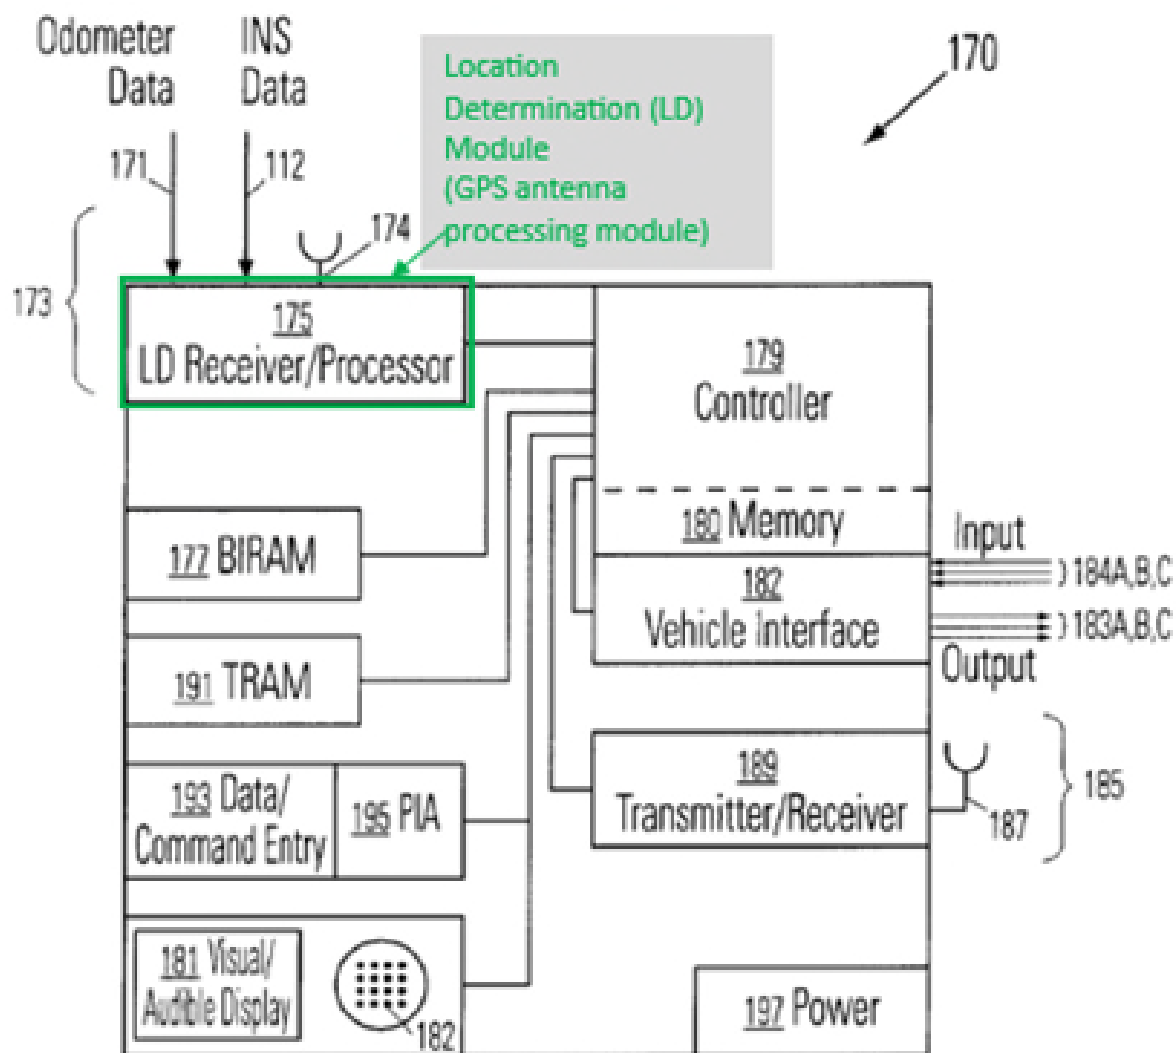 Odometer
Data
INS
Data
Location
Determination (LD)
Module
(GPS antenna
processing module)
170
171
112
174
173
175
LD Receiver/Processor
179
Controller
180 Memory
177 BIRAM
182
Vehicle Interface
Input
184A,B,C
183A,B,C
Output
191 TRAM
193 Data/
Command Entry
195 PIA
189
Transmitter/Receiver
187
185
181 Visual/
Audible Display
182
197 Power